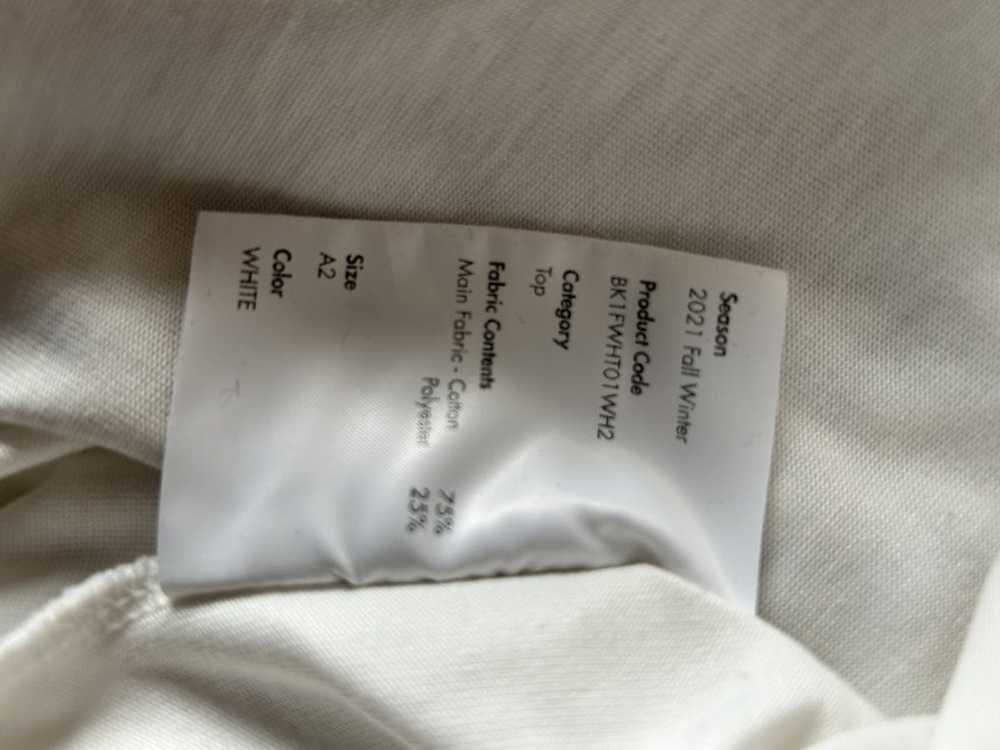 Season
2021 Fall Winter
Product Code
BK1FWHT01WH2
Category
Top
Fabric Contents
Main Fabric - Cotton 75%
Polyester 25%
Size
A2
Color
WHITE